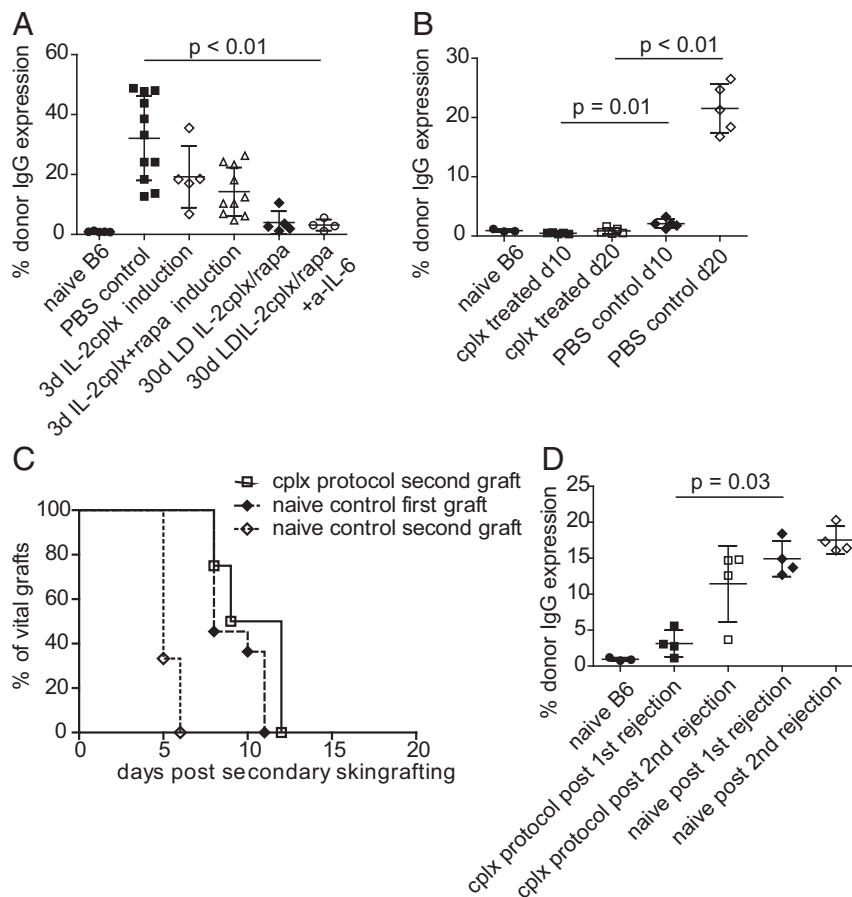 A
p < 0.01
60
40
20
0
% donor IgG expression
naive B6
PBS control
3d IL-2cplx induction
3d IL-2cplx+rapa induction
30d LD IL-2cplx/rapa
30d LDIL-2cplx/rapa
+a-IL-6
B
p < 0.01
p = 0.01
30
20
10
0
% donor IgG expression
naive B6
cplx treated d10
cplx treated d20
PBS control d10
PBS control d20
C
cplx protocol second graft
naive control first graft
naive control second graft
100
80
60
40
20
0
% of vital grafts
0 5 10 15 20
days post secondary skingrafting
D
p = 0.03
25
20
15
10
5
0
% donor IgG expression
naive B6
cplx protocol post 1st rejection
cplx protocol post 2nd rejection
naive post 1st rejection
naive post 2nd rejection